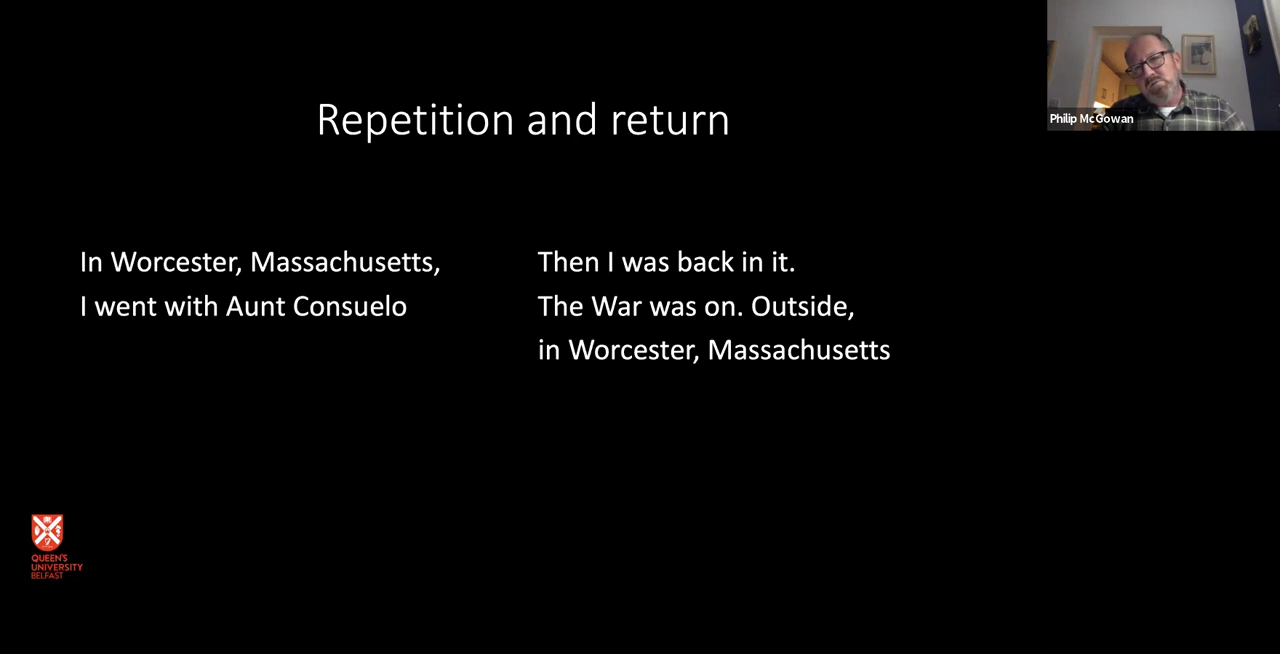 Philip McGowan
Repetition and return
In Worcester, Massachusetts,
I went with Aunt Consuelo
Then I was back in it.
The War was on. Outside,
in Worcester, Massachusetts
QUEEN'S
UNIVERSITY
BELFAST